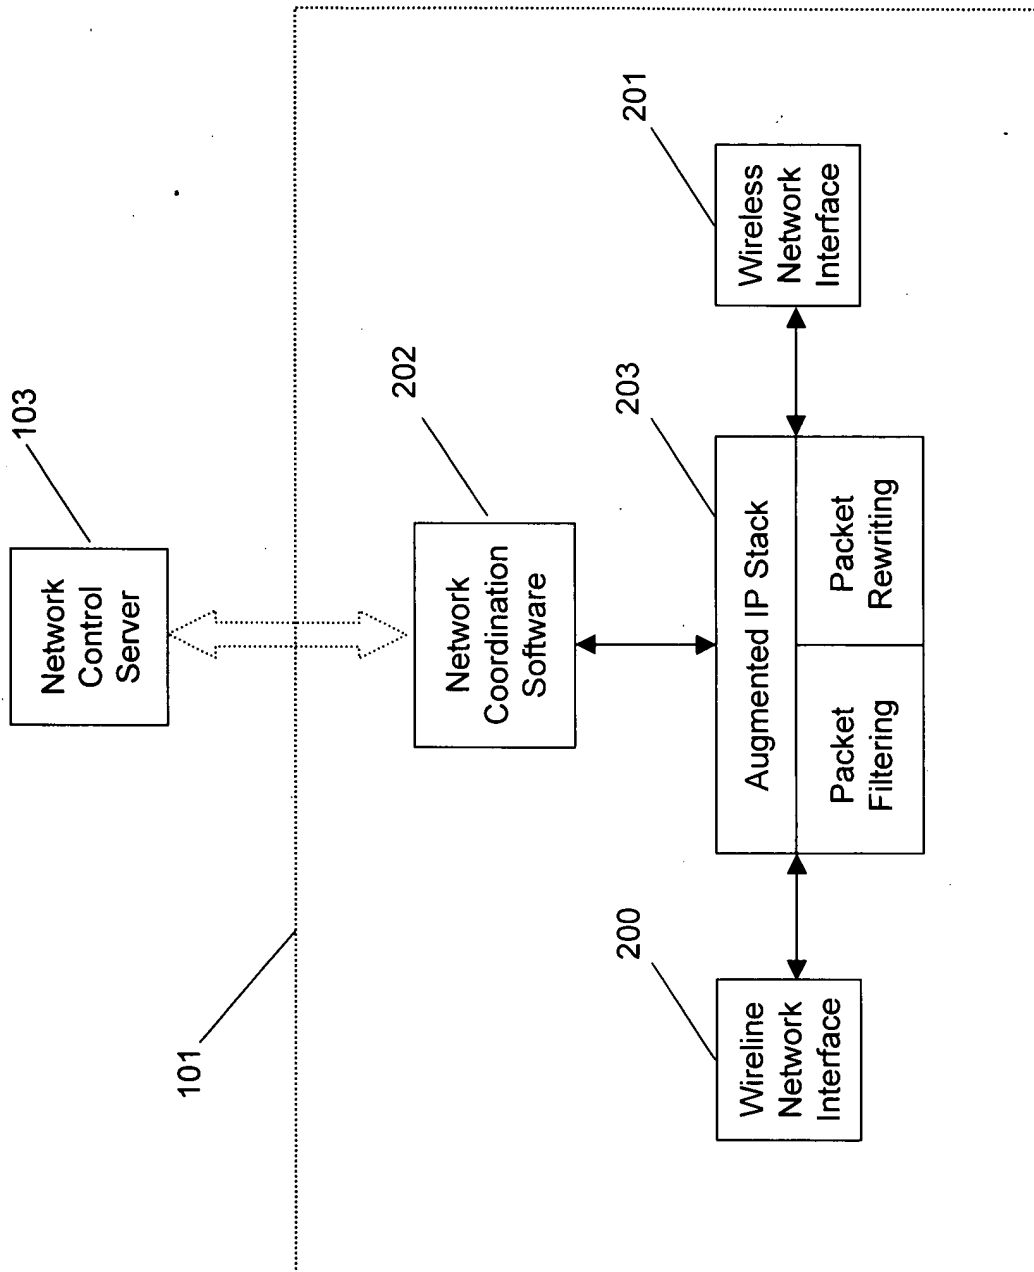 103
Network
Control
Server
101
202
Network
Coordination
Software
200
Wireline
Network
Interface
203
Augmented IP Stack
Packet
Filtering
Packet
Rewriting
201
Wireless
Network
Interface